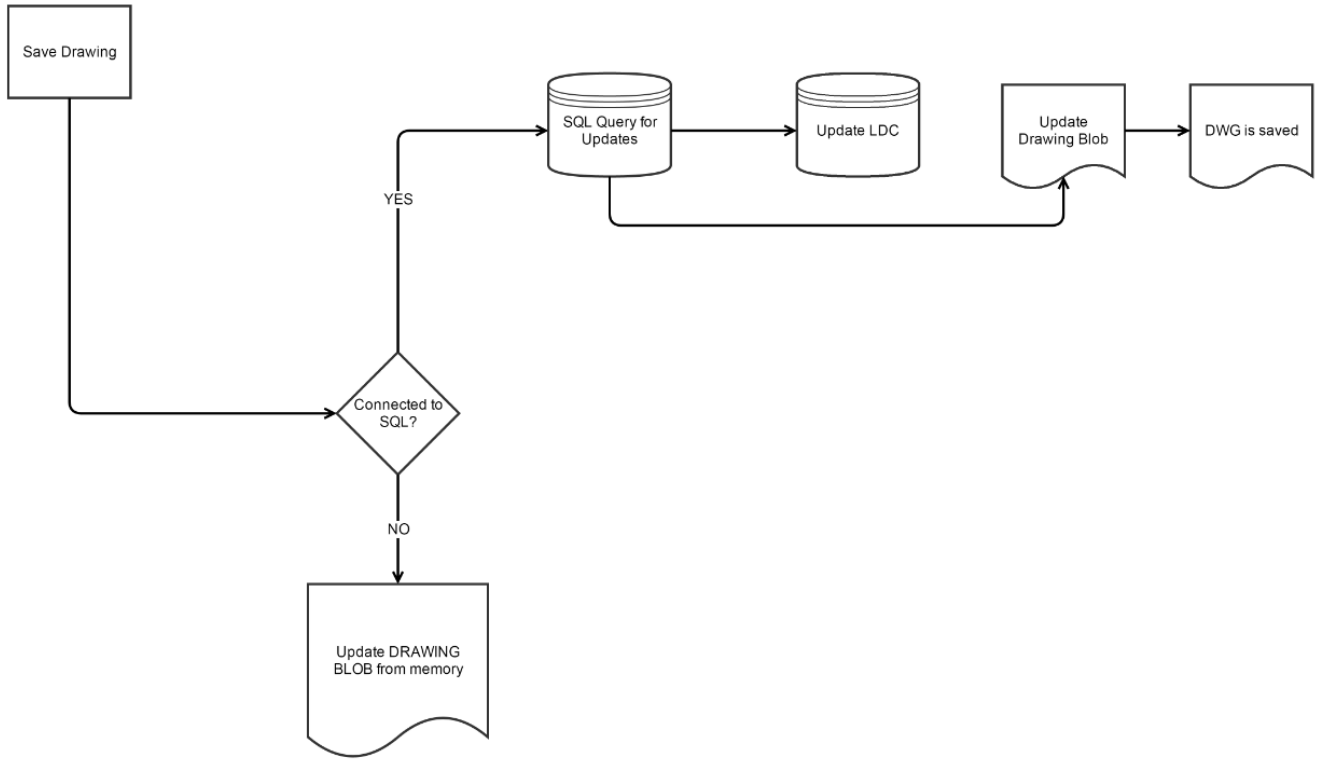 Save Drawing
SQL Query for
Updates
Update LDC
Update
Drawing Blob
DWG is saved
YES
Connected to
SQL?
NO
Update DRAWING
BLOB from memory